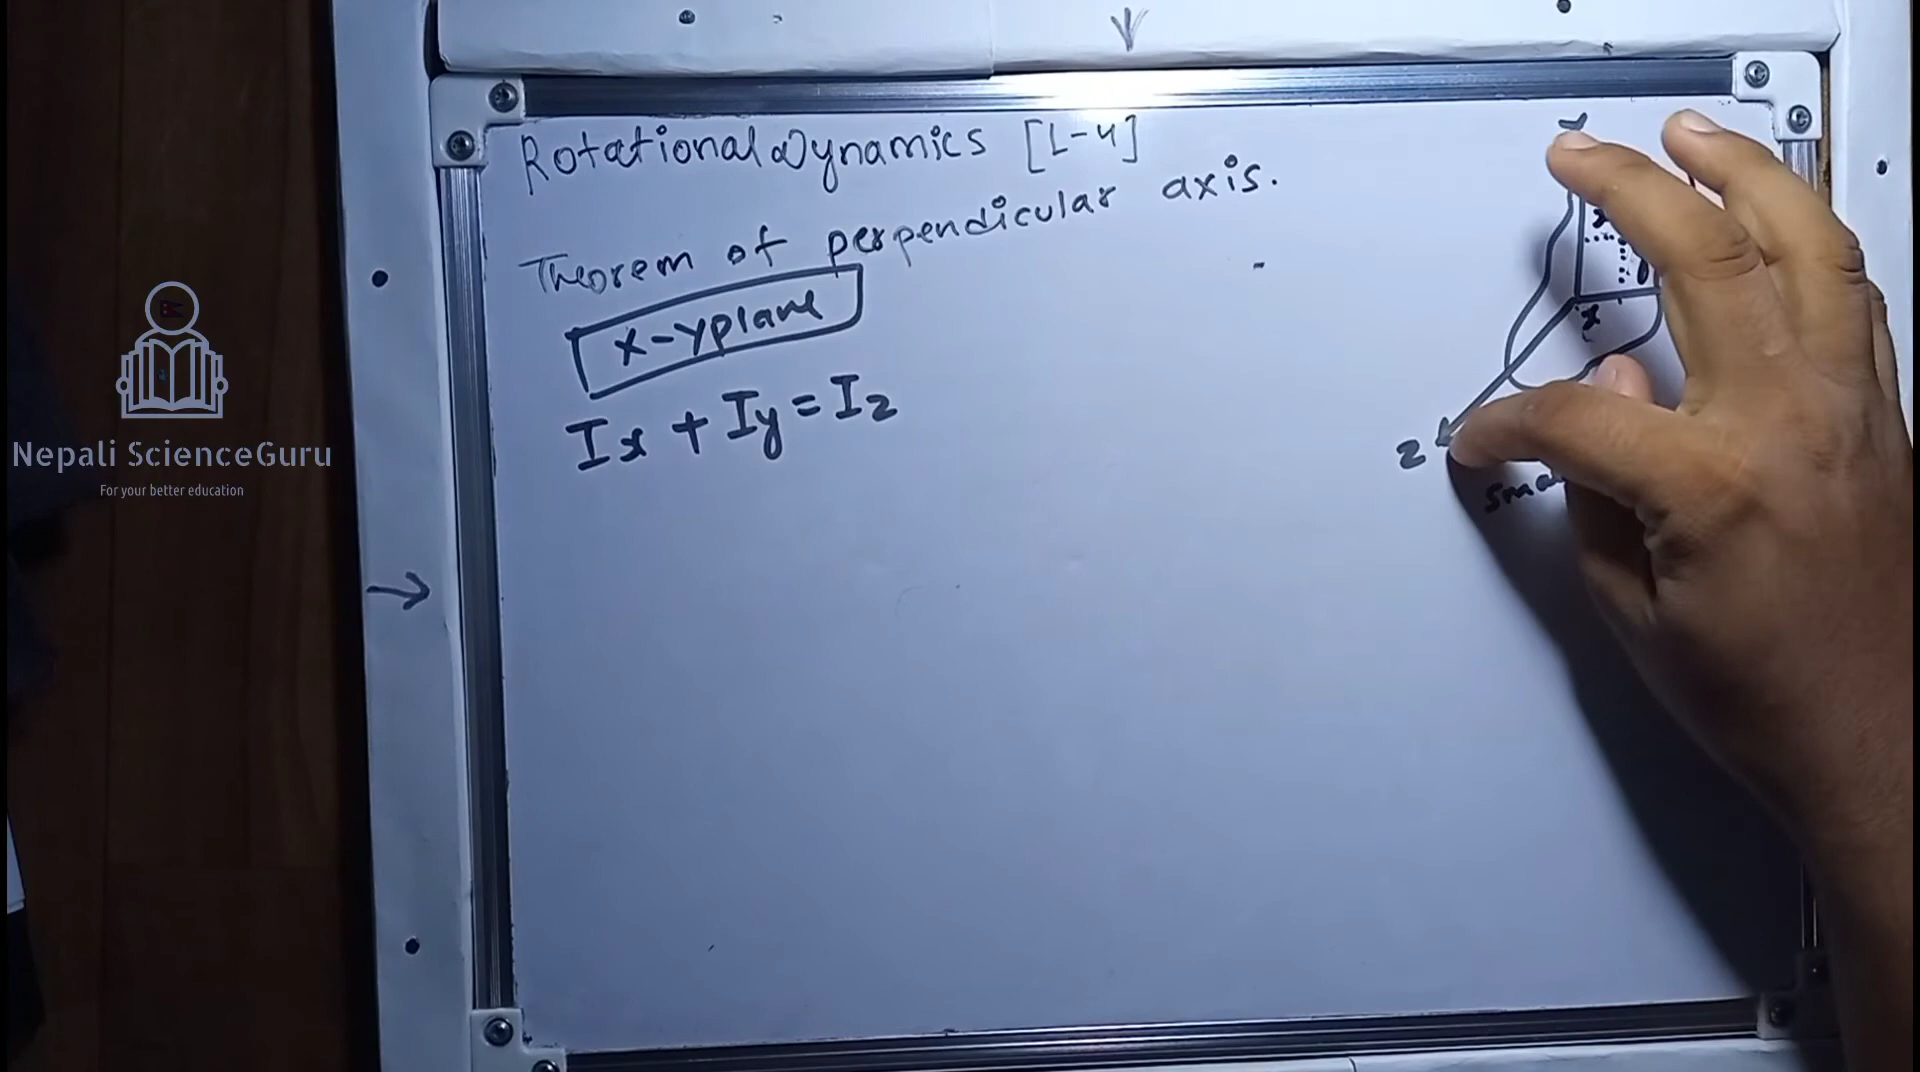 Rotational Dynamics [L-4]
Theorem of perpendicular axis.
x-y plane
Ix + Iy = Iz
x
x
z
Nepali ScienceGuru
For your better education